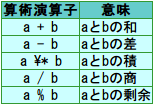 算術演算子 意味
a + b aとbの和
a - b aとbの差
a ¥* b aとbの積
a / b aとbの商
a % b aとbの剰余